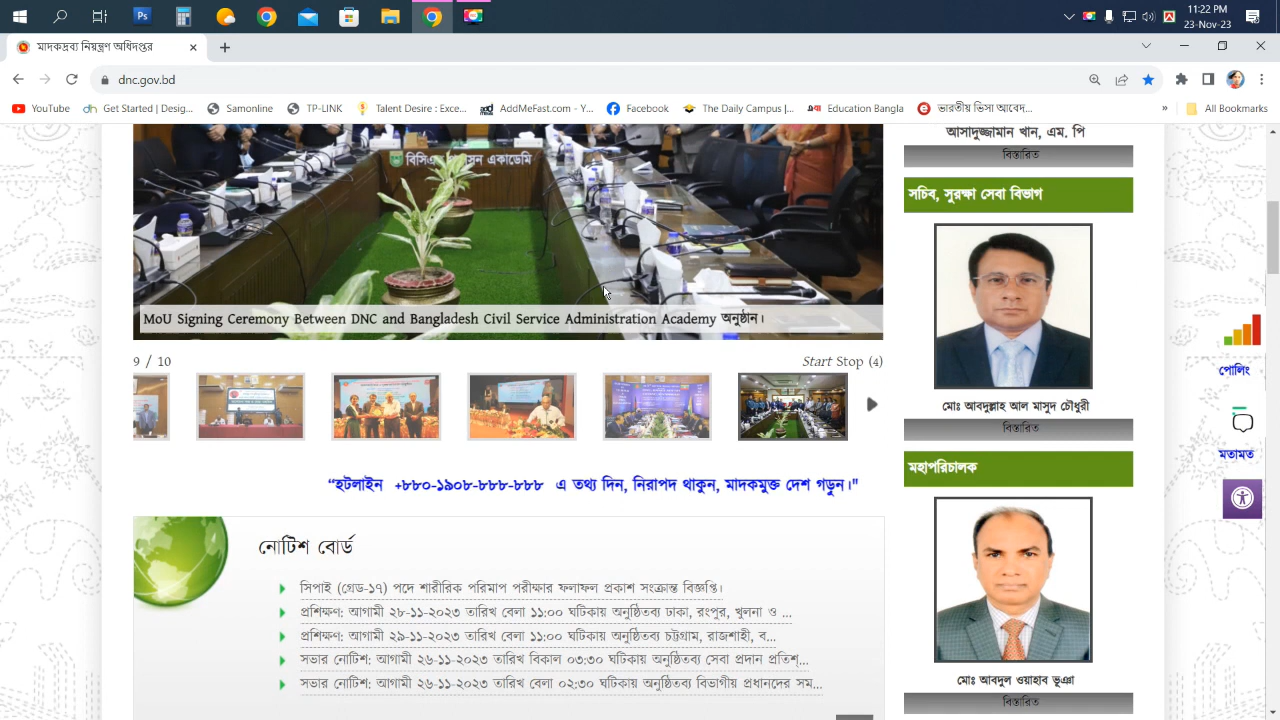 11:22 PM
23-Nov-23
মাদকদ্রব্য নিয়ন্ত্রণ অধিদপ্তর
dnc.gov.bd
YouTube
Get Started | Desig...
Samonline
TP-LINK
Talent Desire : Exce...
AddMeFast.com - Y...
Facebook
The Daily Campus |...
Education Bangla
ভারতীয় ভিসা আবেদ...
»
All Bookmarks
আসাদুজ্জামান খান, এম. পি
বিস্তারিত
সচিব, সুরক্ষা সেবা বিভাগ
মোঃ আবদুল্লাহ আল মাসুদ চৌধুরী
বিস্তারিত
মহাপরিচালক
মোঃ আবদুল ওয়াহাব ভূঞা
বিস্তারিত
একাডেমি
MoU Signing Ceremony Between DNC and Bangladesh Civil Service Administration Academy অনুষ্ঠান।
9 / 10
Start Stop (4)
“হটলাইন +৮৮০-১৯০৮-৮৮৮-৮৮৮ এ তথ্য দিন, নিরাপদ থাকুন, মাদকমুক্ত দেশ গড়ুন।"
নোটিশ বোর্ড
সিপাই (গ্রেড-১৭) পদে শারীরিক পরিমাপ পরীক্ষার ফলাফল প্রকাশ সংক্রান্ত বিজ্ঞপ্তি।
প্রশিক্ষণ: আগামী ২৮-১১-২০২৩ তারিখ বেলা ১১:০০ ঘটিকায় অনুষ্ঠিতব্য ঢাকা, রংপুর, খুলনা ও ...
প্রশিক্ষণ: আগামী ২৯-১১-২০২৩ তারিখ বেলা ১১:০০ ঘটিকায় অনুষ্ঠিতব্য চট্টগ্রাম, রাজশাহী, ব...
সভার নোটিশ: আগামী ২৬-১১-২০২৩ তারিখ বিকাল ০৩:৩০ ঘটিকায় অনুষ্ঠিতব্য সেবা প্রদান প্রতিশ্...
সভার নোটিশ: আগামী ২৬-১১-২০২৩ তারিখ বেলা ০২:৩০ ঘটিকায় অনুষ্ঠিতব্য বিভাগীয় প্রধানদের সম...
পোলিং
মতামত